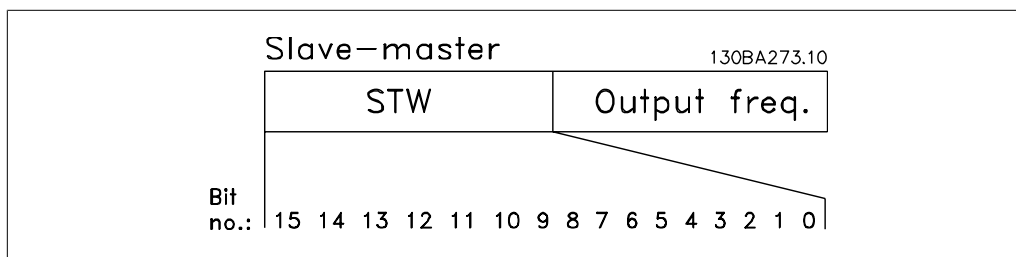 Slave-master 130BA273.10
STW Output freq.
Bit
no.: 15 14 13 12 11 10 9 8 7 6 5 4 3 2 1 0